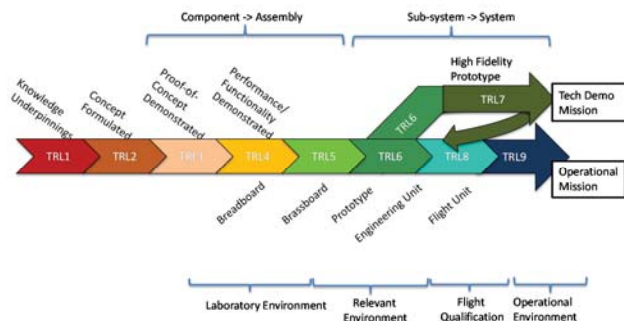 Component -> Assembly
Sub-system -> System
Knowledge
Underpinnings
Concept
Formulated
Proof-of-
Concept
Demonstrated
Performance/
Functionality
Demonstrated
High Fidelity
Prototype
TRL6
TRL7
Tech Demo
Mission
TRL1
TRL2
TRL3
TRL4
TRL5
TRL6
TRL8
TRL9
Operational
Mission
Breadboard
Brassboard
Prototype
Engineering Unit
Flight Unit
Laboratory Environment
Relevant
Environment
Flight
Qualification
Operational
Environment